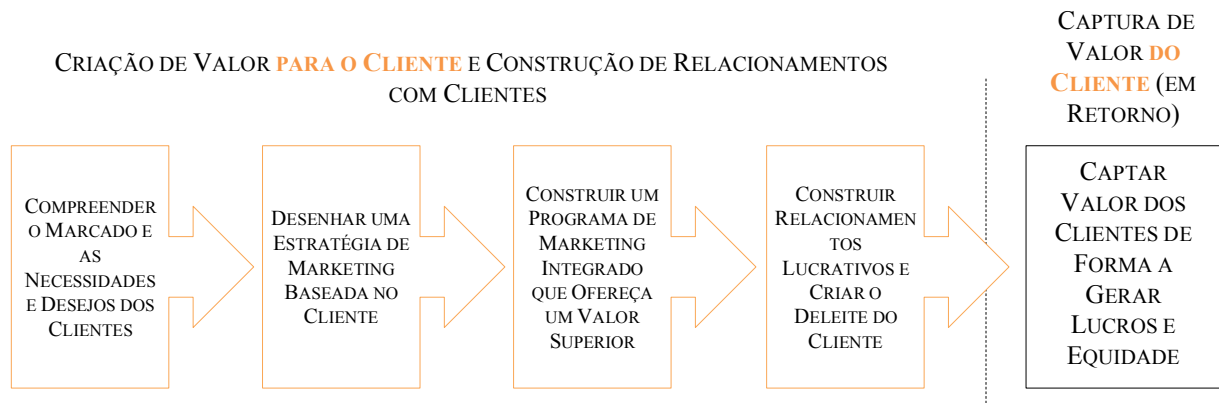 CRIAÇÃO DE VALOR PARA O CLIENTE E CONSTRUÇÃO DE RELACIONAMENTOS
COM CLIENTES
CAPTURA DE
VALOR DO
CLIENTE (EM
RETORNO)
COMPREENDER
O MARCADO E
AS
NECESSIDADES
E DESEJOS DOS
CLIENTES
DESENHAR UMA
ESTRATÉGIA DE
MARKETING
BASEADA NO
CLIENTE
CONSTRUIR UM
PROGRAMA DE
MARKETING
INTEGRADO
QUE OFEREÇA
UM VALOR
SUPERIOR
CONSTRUIR
RELACIONAMEN
TOS
LUCRATIVOS E
CRIAR O
DELEITE DO
CLIENTE
CAPTAR
VALOR DOS
CLIENTES DE
FORMA A
GERAR
LUCROS E
EQUIDADE